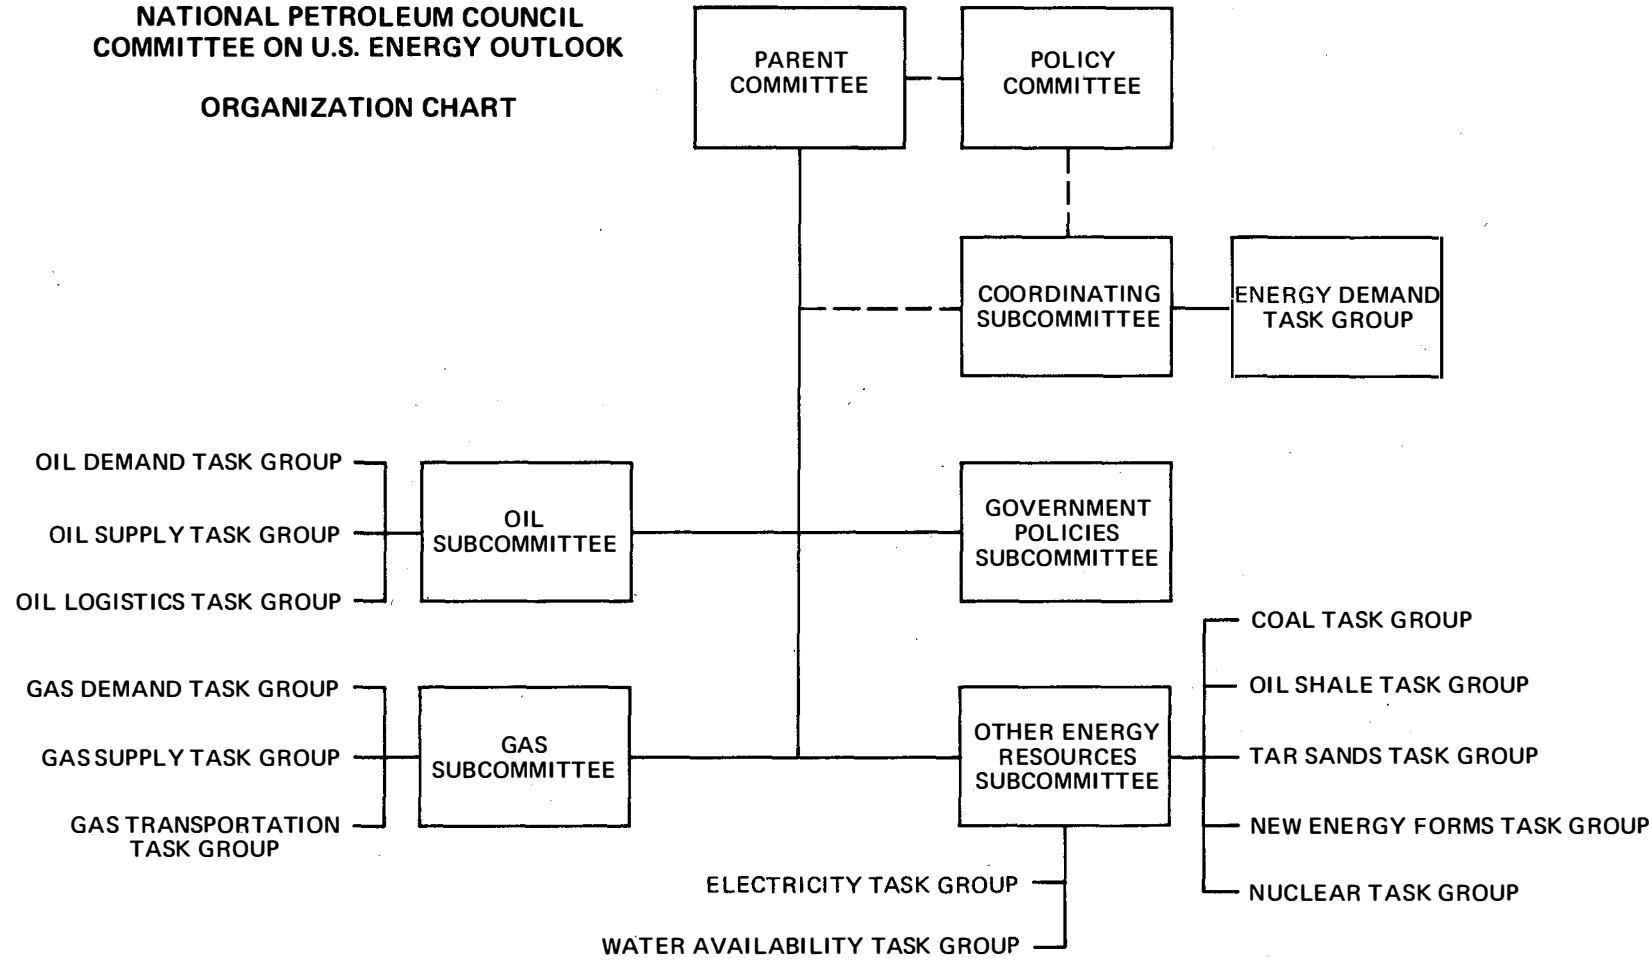 NATIONAL PETROLEUM COUNCIL
COMMITTEE ON U.S. ENERGY OUTLOOK
ORGANIZATION CHART
PARENT
COMMITTEE
POLICY
COMMITTEE
COORDINATING
SUBCOMMITTEE
ENERGY DEMAND
TASK GROUP
OIL DEMAND TASK GROUP
OIL SUPPLY TASK GROUP
OIL LOGISTICS TASK GROUP
OIL
SUBCOMMITTEE
GOVERNMENT
POLICIES
SUBCOMMITTEE
GAS DEMAND TASK GROUP
GAS SUPPLY TASK GROUP
GAS TRANSPORTATION
TASK GROUP
GAS
SUBCOMMITTEE
OTHER ENERGY
RESOURCES
SUBCOMMITTEE
COAL TASK GROUP
OIL SHALE TASK GROUP
TAR SANDS TASK GROUP
NEW ENERGY FORMS TASK GROUP
NUCLEAR TASK GROUP
ELECTRICITY TASK GROUP
WATER AVAILABILITY TASK GROUP